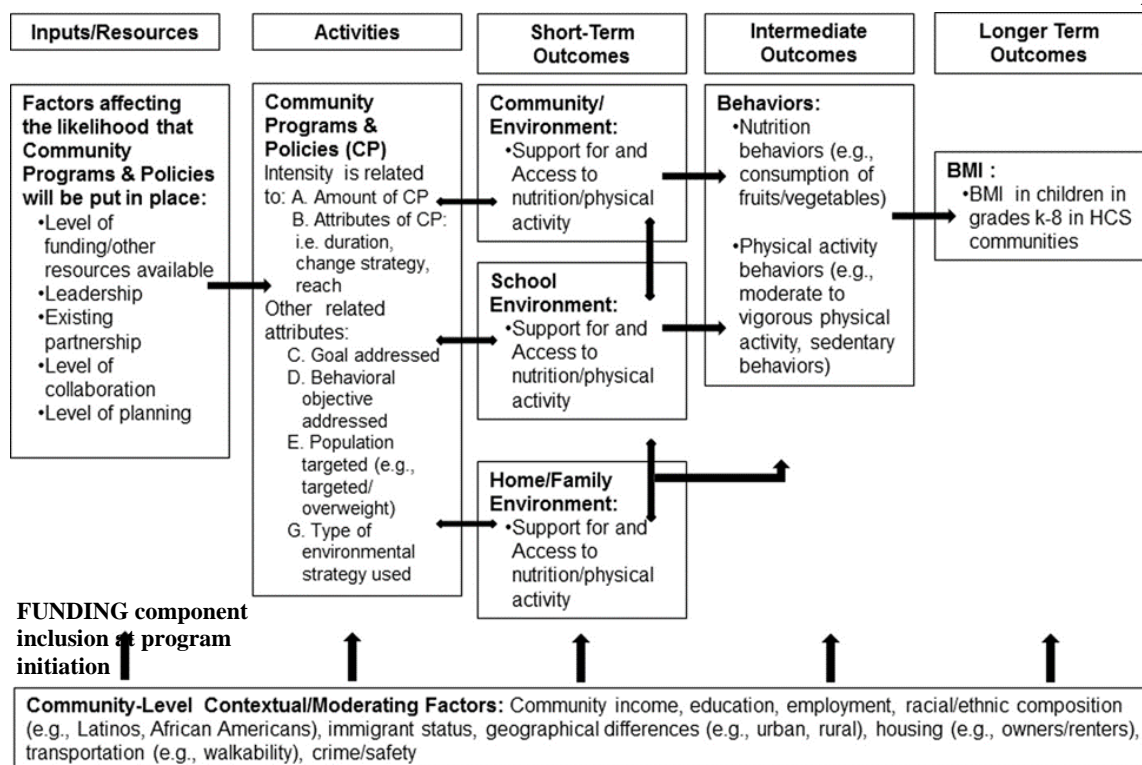 Inputs/Resources
Activities
Short-Term
Outcomes
Intermediate
Outcomes
Longer Term
Outcomes
Factors affecting
the likelihood that
Community
Programs & Policies
will be put in place:
•Level of
funding/other
resources available
•Leadership
•Existing
partnership
•Level of
collaboration
•Level of planning
Community
Programs &
Policies (CP)
Intensity is related
to: A. Amount of CP
B. Attributes of CP:
i.e. duration,
change strategy,
reach
Other related
attributes:
C. Goal addressed
D. Behavioral
objective
addressed
E. Population
targeted (e.g.,
targeted/
overweight)
G. Type of
environmental
strategy used
Community/
Environment:
•Support for and
Access to
nutrition/physical
activity
School
Environment:
•Support for and
Access to
nutrition/physical
activity
Home/Family
Environment:
•Support for and
Access to
nutrition/physical
activity
Behaviors:
•Nutrition
behaviors (e.g.,
consumption of
fruits/vegetables)
•Physical activity
behaviors (e.g.,
moderate to
vigorous physical
activity, sedentary
behaviors)
BMI :
•BMI in children in
grades k-8 in HCS
communities
FUNDING component
inclusion at program
initiation
Community-Level Contextual/Moderating Factors: Community income, education, employment, racial/ethnic composition
(e.g., Latinos, African Americans), immigrant status, geographical differences (e.g., urban, rural), housing (e.g., owners/renters),
transportation (e.g., walkability), crime/safety